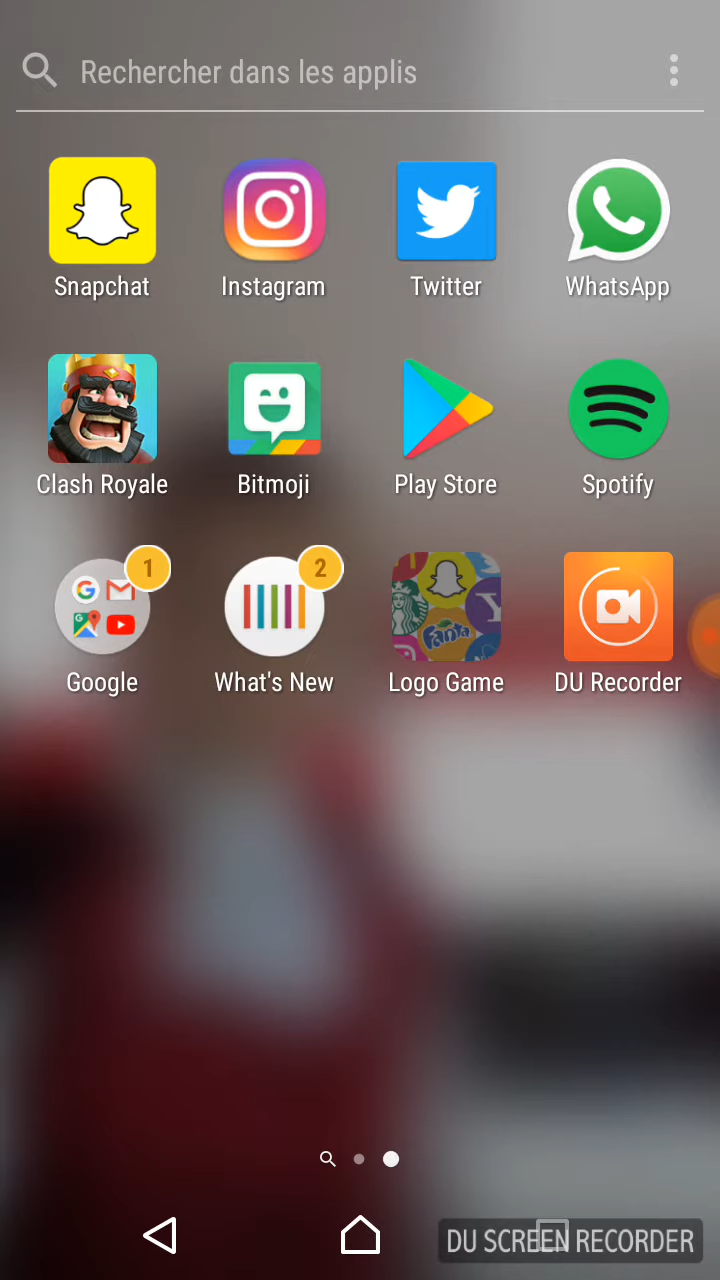 Rechercher dans les applis
Snapchat
Instagram
Twitter
WhatsApp
Clash Royale
Bitmoji
Play Store
Spotify
1
2
Fanta
Google
What's New
Logo Game
DU Recorder
DU SCREEN RECORDER